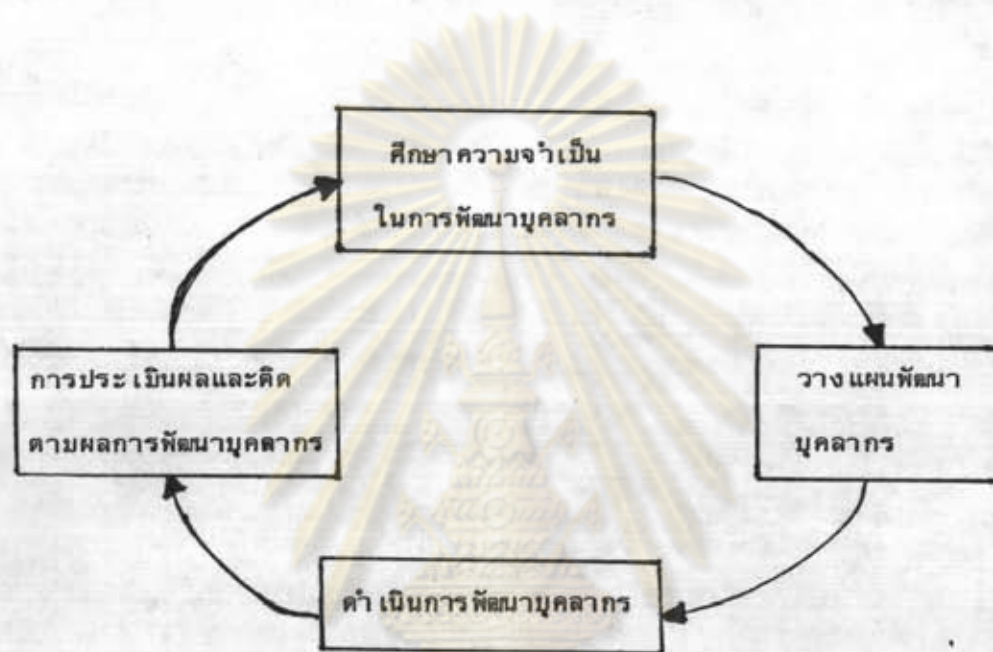 ศึกษาความจำเป็น
ในการพัฒนาบุคลากร
วางแผนพัฒนา
บุคลากร
ดำเนินการพัฒนาบุคลากร
การประเมินผลและติด
ตามผลการพัฒนาบุคลากร